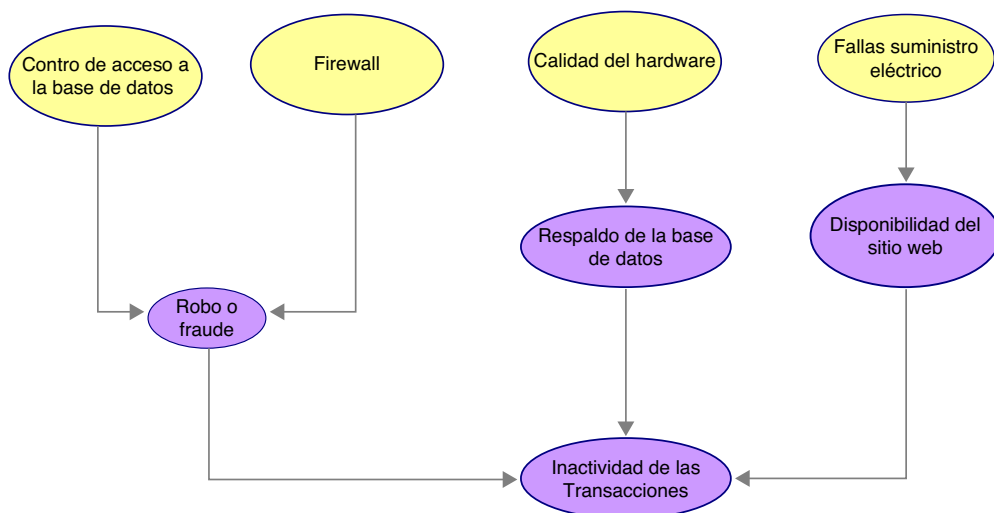 Contro de acceso a
la base de datos
Firewall
Calidad del hardware
Fallas suministro
eléctrico
Respaldo de la base
de datos
Disponibilidad del
sitio web
Robo o
fraude
Inactividad de las
Transacciones